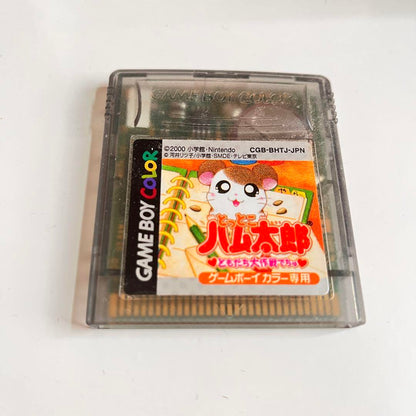 GAME BOY COLOR
©2000 小学館・Nintendo
CGB-BHTJ-JPN
© 河井リツ子/小学館・SMDE・テレビ東京
GAME BOY COLOR
とっとこ
ハム太郎
ともだち大作戦でちゅ
ゲームボーイカラー専用